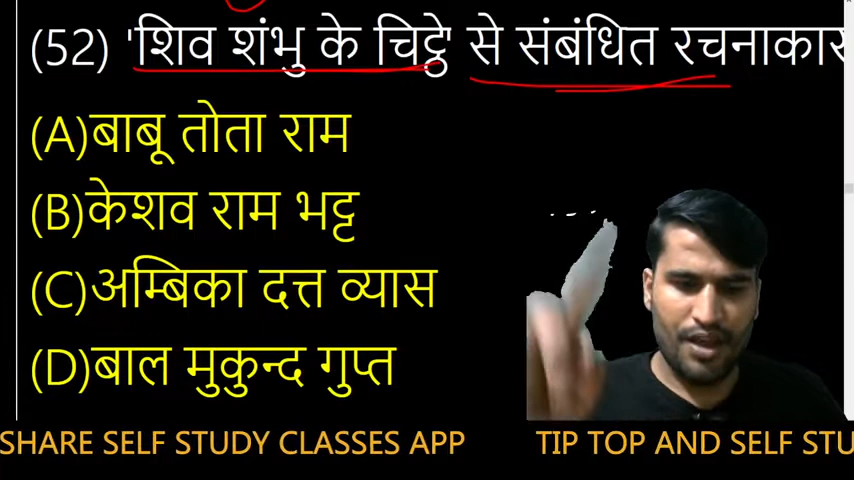 (52) 'शिव शंभु के चिट्ठे' से संबंधित रचनाकार
(A)बाबू तोता राम
(B)केशव राम भट्ट
(C)अम्बिका दत्त व्यास
(D)बाल मुकुन्द गुप्त
SHARE SELF STUDY CLASSES APP TIP TOP AND SELF STU